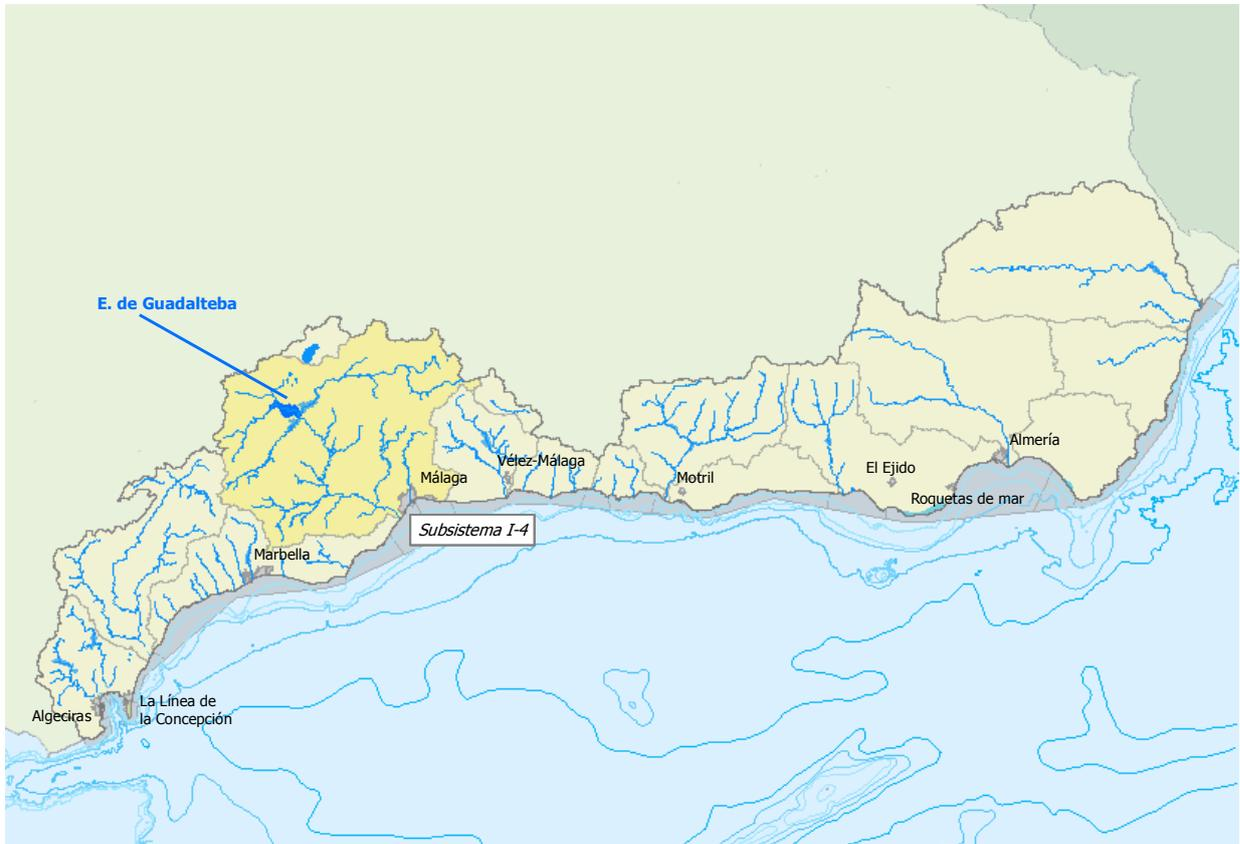 E. de Guadalteba
Almería
Vélez-Málaga
El Ejido
Málaga
Motril
Roquetas de mar
Subsistema I-4
Marbella
La Línea de
la Concepción
Algeciras